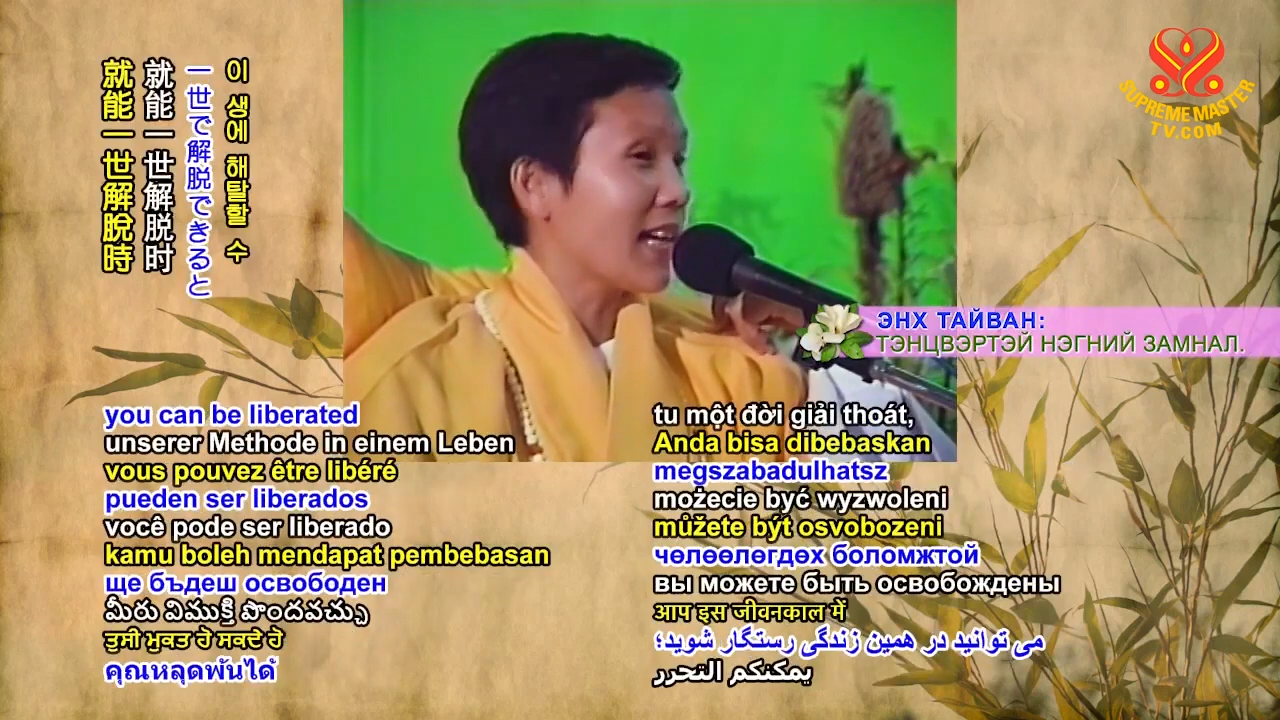 이 생에 해탈할 수
一世で解脱できると
就能一世解脱时
就能一世解脫時
SUPREME MASTER
TV.COM
ЭНХ ТАЙВАН:
ТЭНЦВЭРТЭЙ НЭГНИЙ ЗАМНАЛ.
you can be liberated
unserer Methode in einem Leben
vous pouvez être libéré
pueden ser liberados
você pode ser liberado
kamu boleh mendapat pembebasan
ще бъдеш освободен
మీరు విముక్తి పొందవచ్చు
ਤੁਸੀ ਮੁਕਤ ਹੋ ਸਕਦੇ ਹੋ
คุณหลุดพ้นได้
tu một đời giải thoát,
Anda bisa dibebaskan
megszabadulhatsz
możecie być wyzwoleni
můžete být osvobozeni
чөлөөлөгдөх боломжтой
вы можете быть освобождены
आप इस जीवनकाल में
می توانید در همین زندگی رستگار شوید؛
يمكنكم التحرر